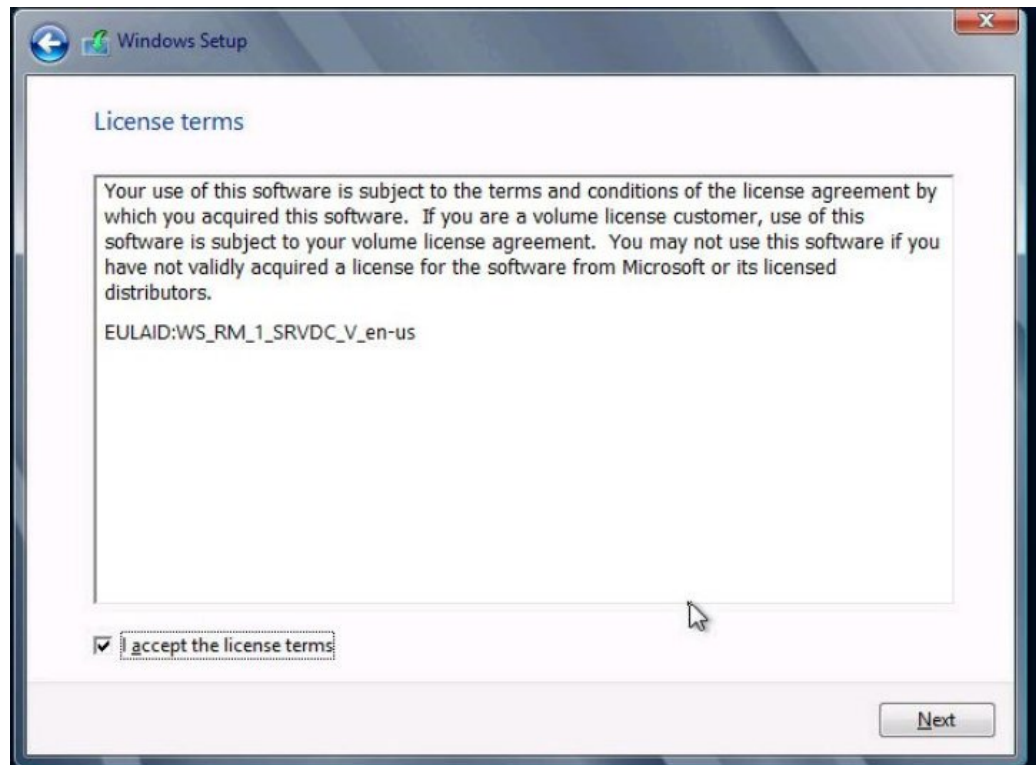 Windows Setup
License terms
Your use of this software is subject to the terms and conditions of the license agreement by
which you acquired this software.  If you are a volume license customer, use of this
software is subject to your volume license agreement.  You may not use this software if you
have not validly acquired a license for the software from Microsoft or its licensed
distributors.
EULAID:WS_RM_1_SRVDC_V_en-us
I accept the license terms
Next